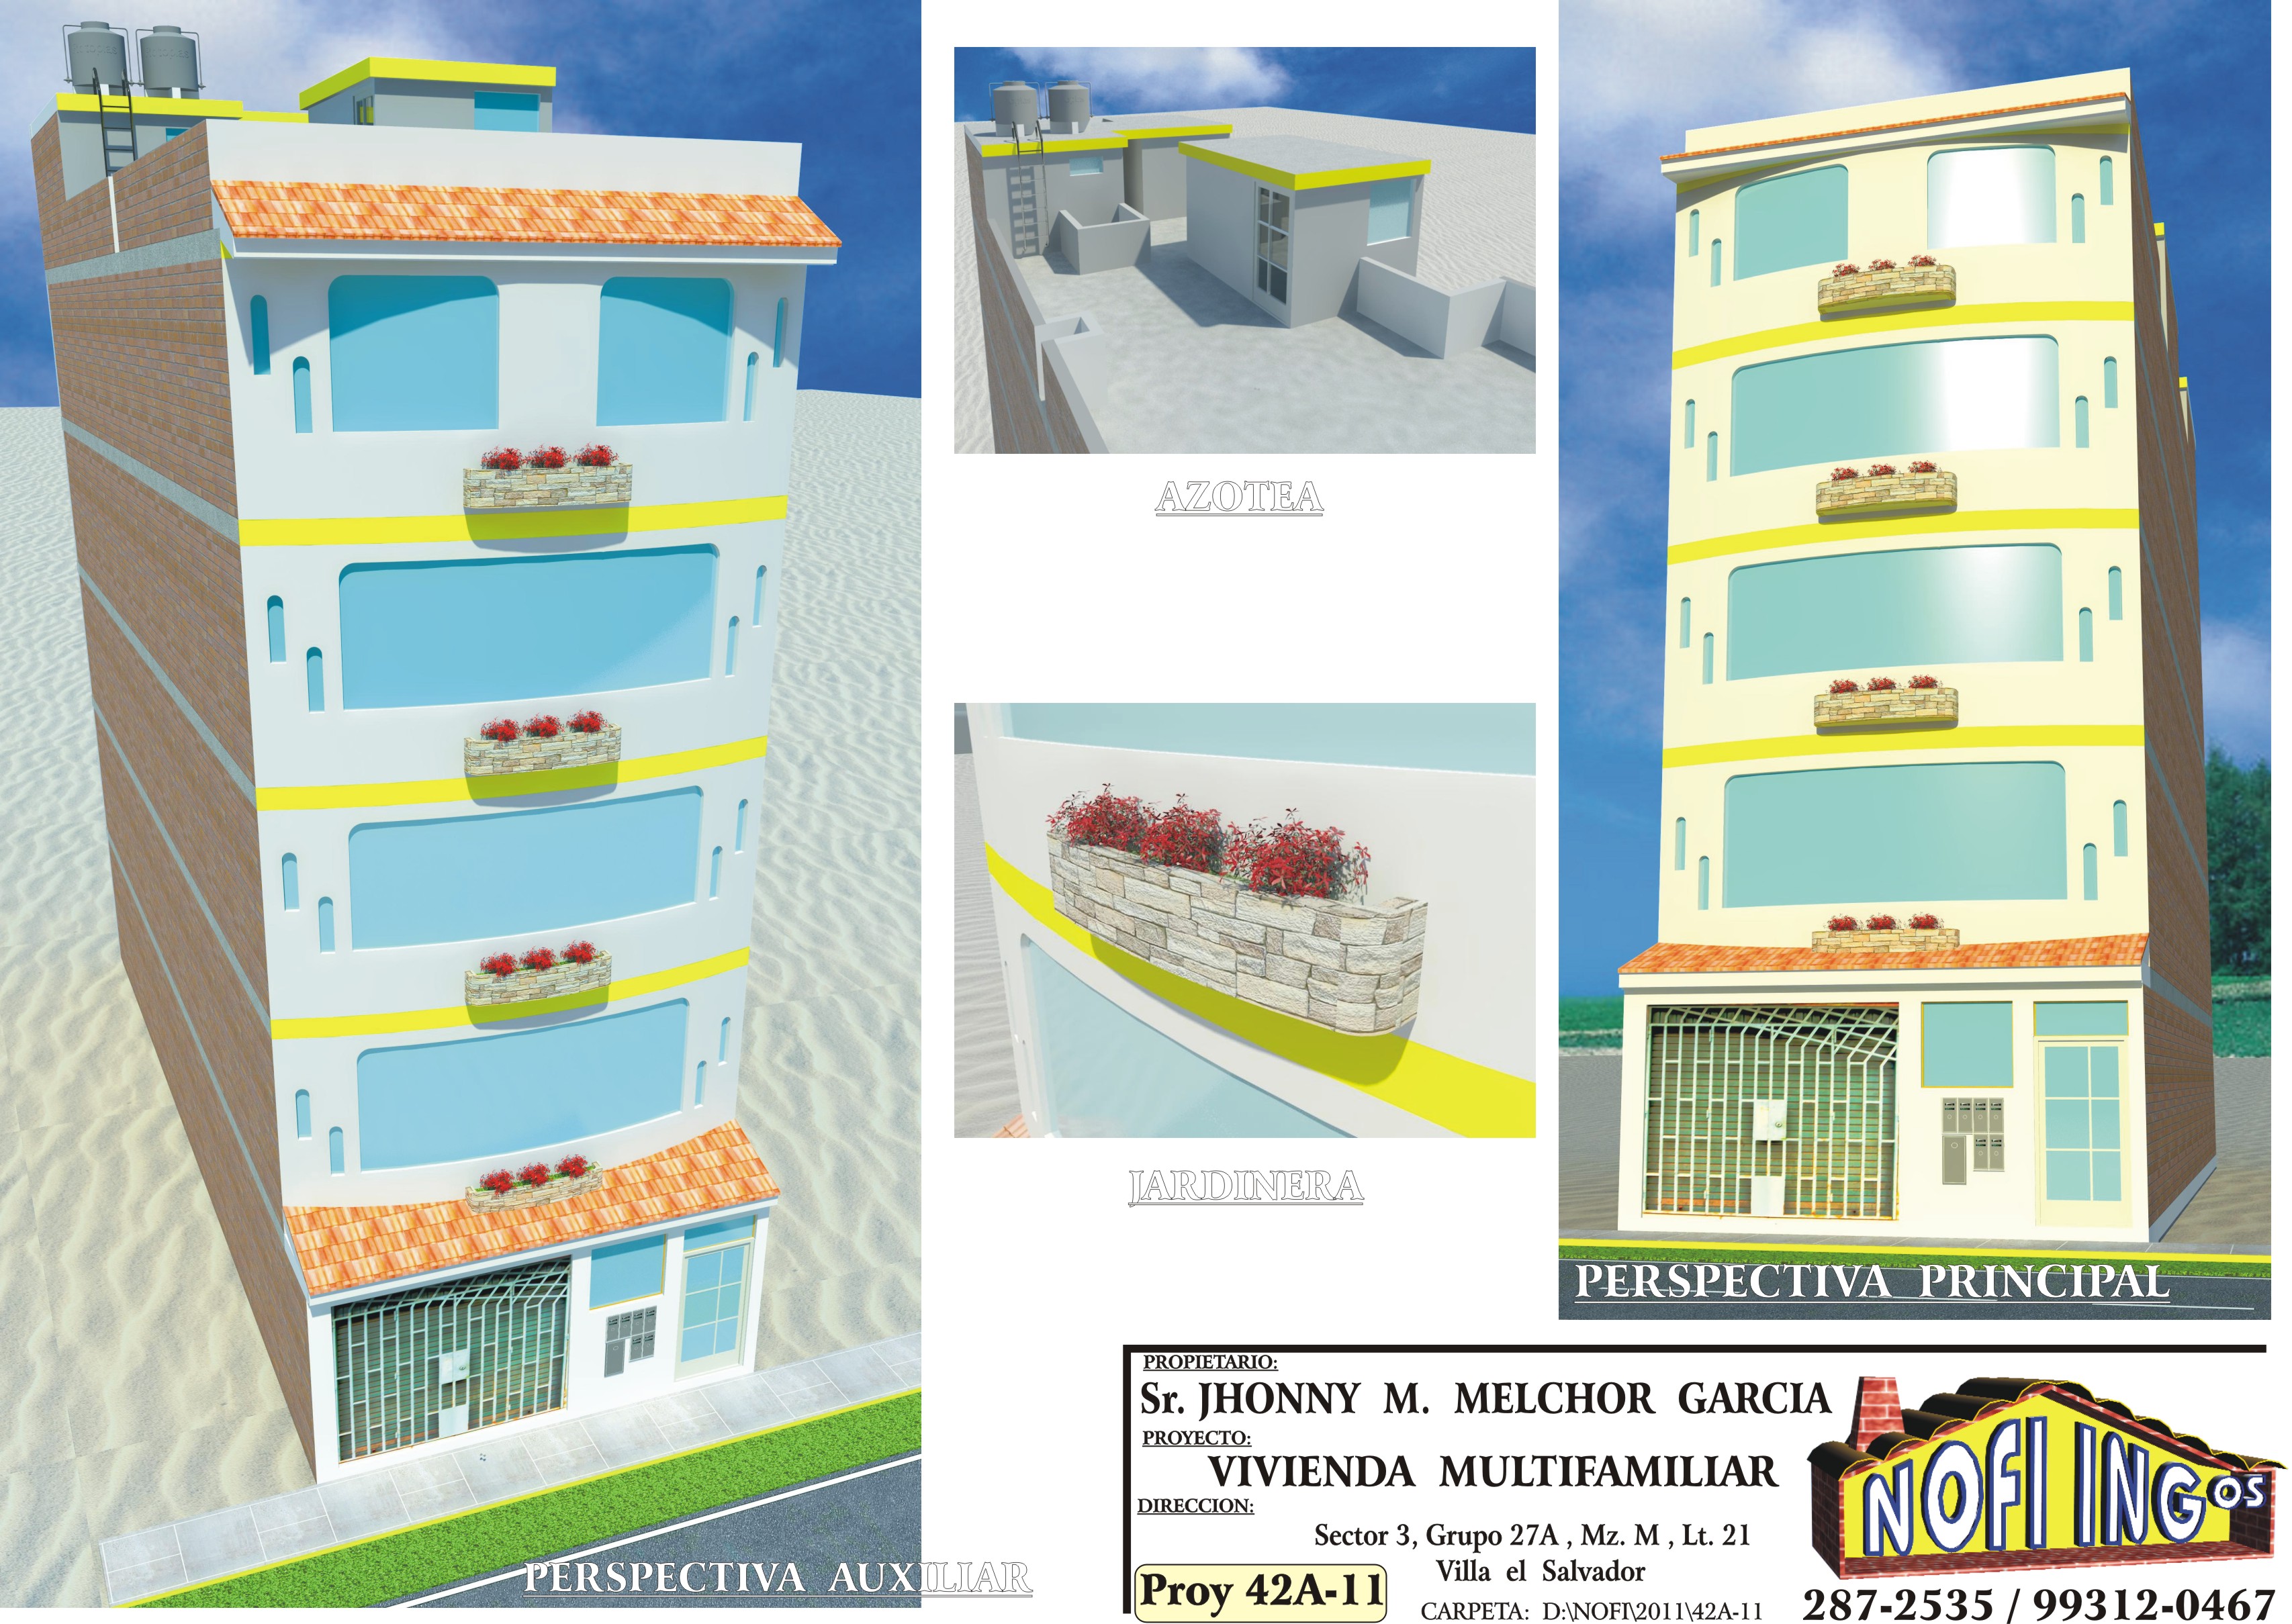 AZOTEA
JARDINERA
PERSPECTIVA PRINCIPAL
PERSPECTIVA AUXILIAR
PROPIETARIO:
Sr. JHONNY M. MELCHOR GARCIA
PROYECTO:
VIVIENDA MULTIFAMILIAR
DIRECCION:
Sector 3, Grupo 27A , Mz. M , Lt. 21
Villa el Salvador
Proy 42A-11
CARPETA: D:\NOFI\2011\42A-11
NOFI INGOS
287-2535 / 99312-0467